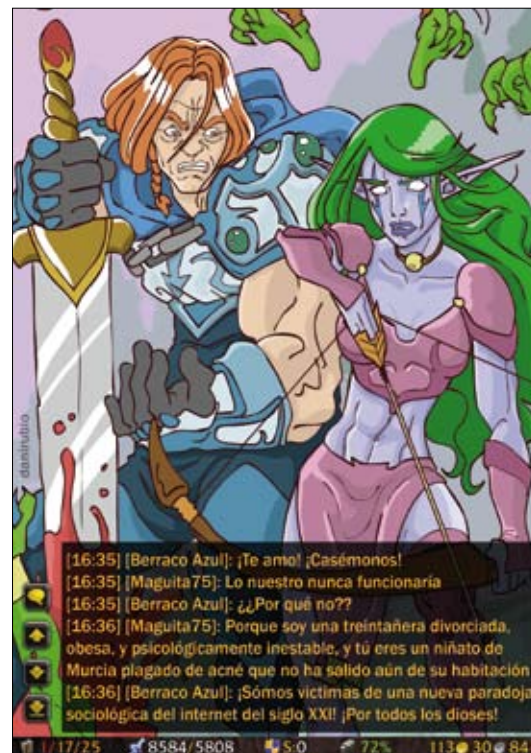 danirubio
[16:35] [Berraco Azul]: ¡Te amo! ¡Casémonos!
[16:35] [Maguita75]: Lo nuestro nunca funcionaría
[16:35] [Berraco Azul]: ¿¿Por qué no??
[16:36] [Maguita75]: Porque soy una treintañera divorciada,
obesa, y psicológicamente inestable, y tú eres un niñato de
Murcia plagado de acné que no ha salido aún de su habitación
[16:36] [Berraco Azul]: ¡Sómos víctimas de una nueva paradoja
sociológica del internet del siglo XXI! ¡Por todos los dioses!
/17/25 8584/5808 S:0 72%